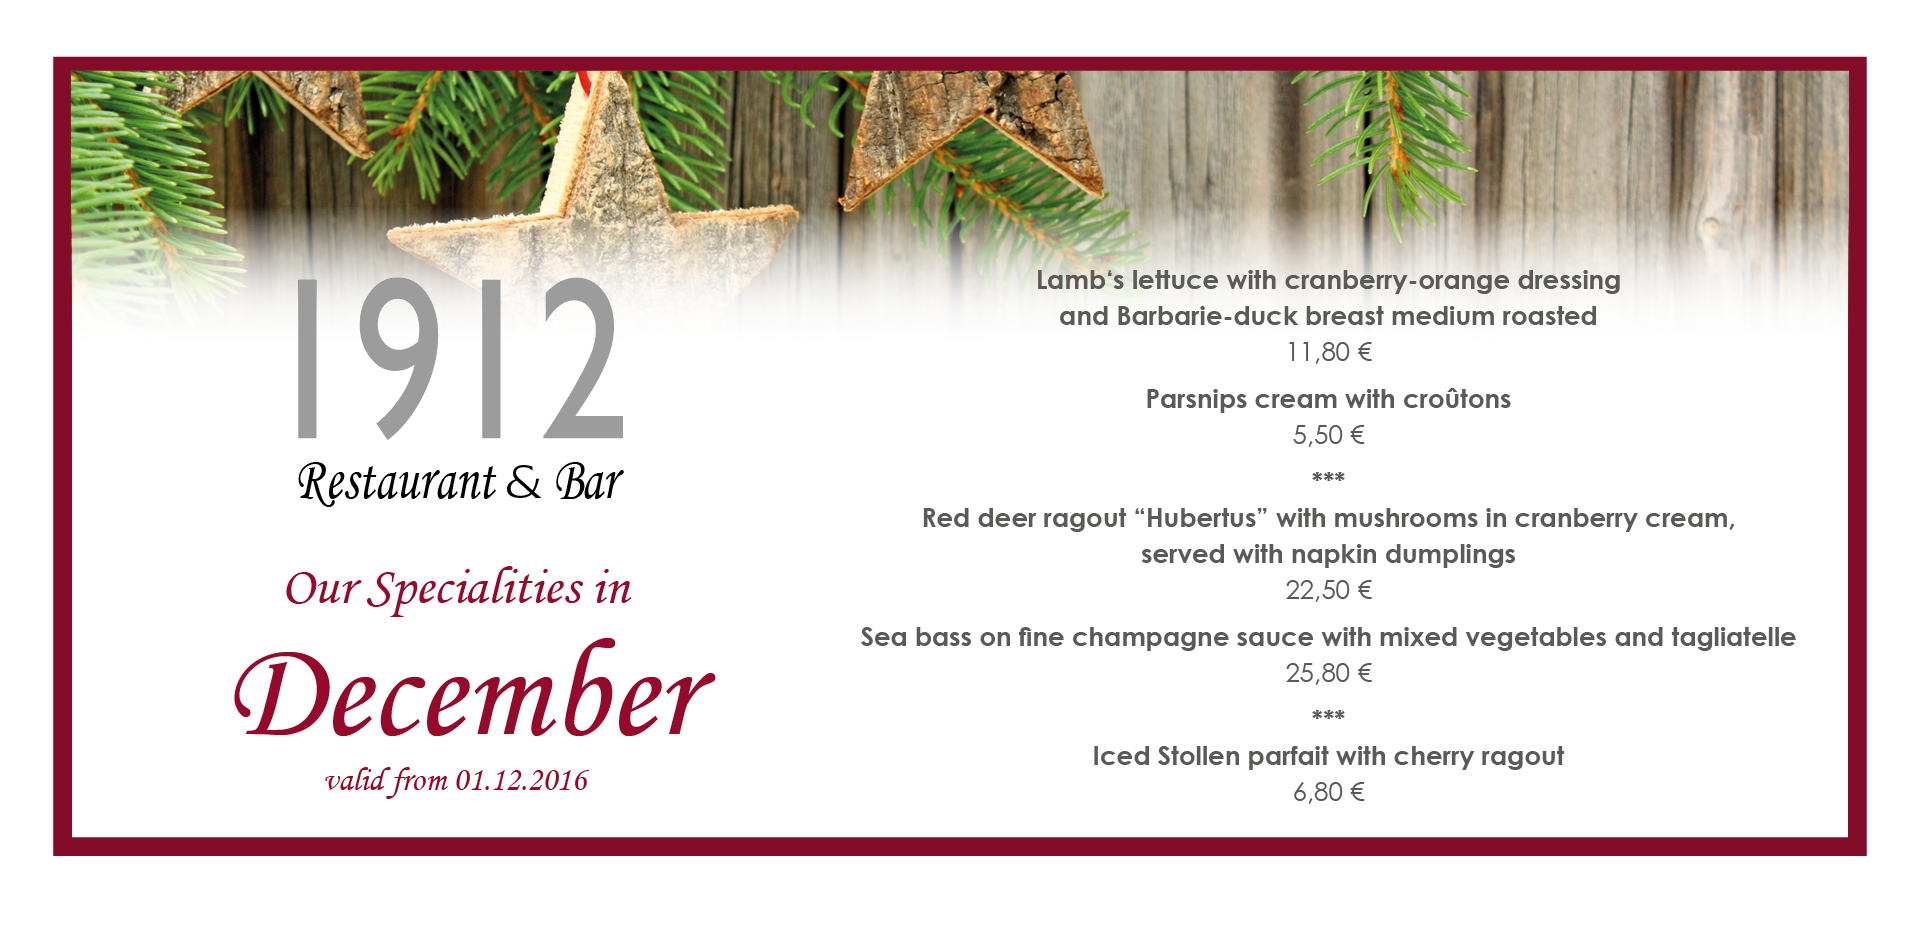 1912
Restaurant & Bar
Our Specialities in
December
valid from 01.12.2016
Lamb‘s lettuce with cranberry-orange dressing
and Barbarie-duck breast medium roasted
11,80 €
Parsnips cream with croûtons
5,50 €
***
Red deer ragout “Hubertus” with mushrooms in cranberry cream,
served with napkin dumplings
22,50 €
Sea bass on fine champagne sauce with mixed vegetables and tagliatelle
25,80 €
***
Iced Stollen parfait with cherry ragout
6,80 €